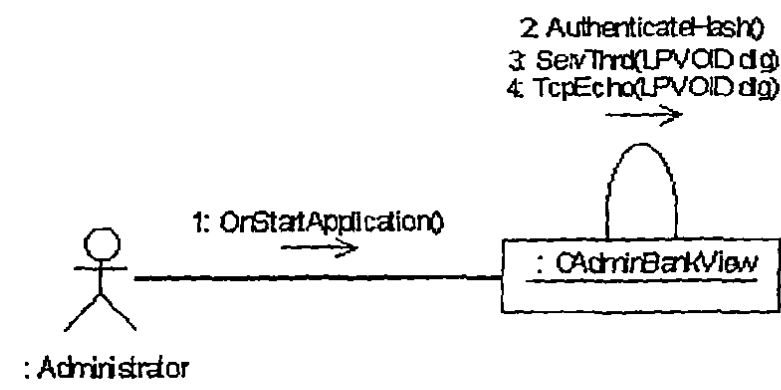 2: AuthenticateHash()
3: ServThrd(LPVOID dlg)
4: TcpEcho(LPVOID dlg)
1: OnStartApplication()
: CAdminBankView
: Administrator